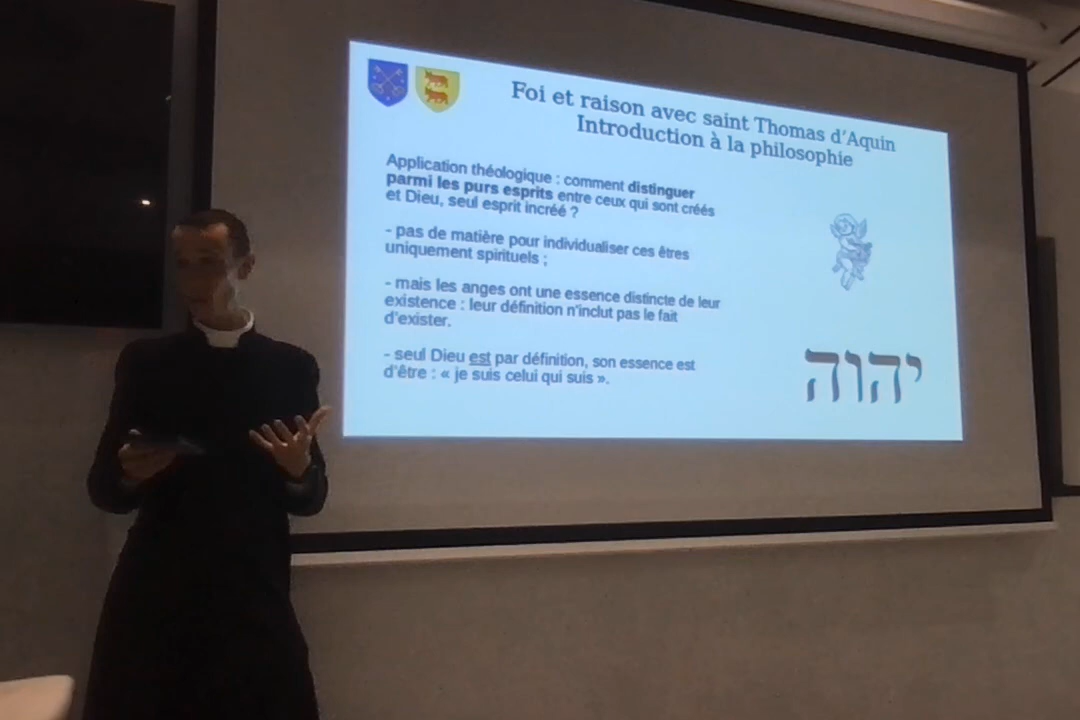 Foi et raison avec saint Thomas d'Aquin
Introduction à la philosophie
Application théologique : comment distinguer
parmi les purs esprits entre ceux qui sont créés
et Dieu, seul esprit incréé ?
- pas de matière pour individualiser ces êtres
uniquement spirituels ;
- mais les anges ont une essence distincte de leur
existence : leur définition n'inclut pas le fait
d'exister.
- seul Dieu est par définition, son essence est
d'être : « je suis celui qui suis ».
יהוה